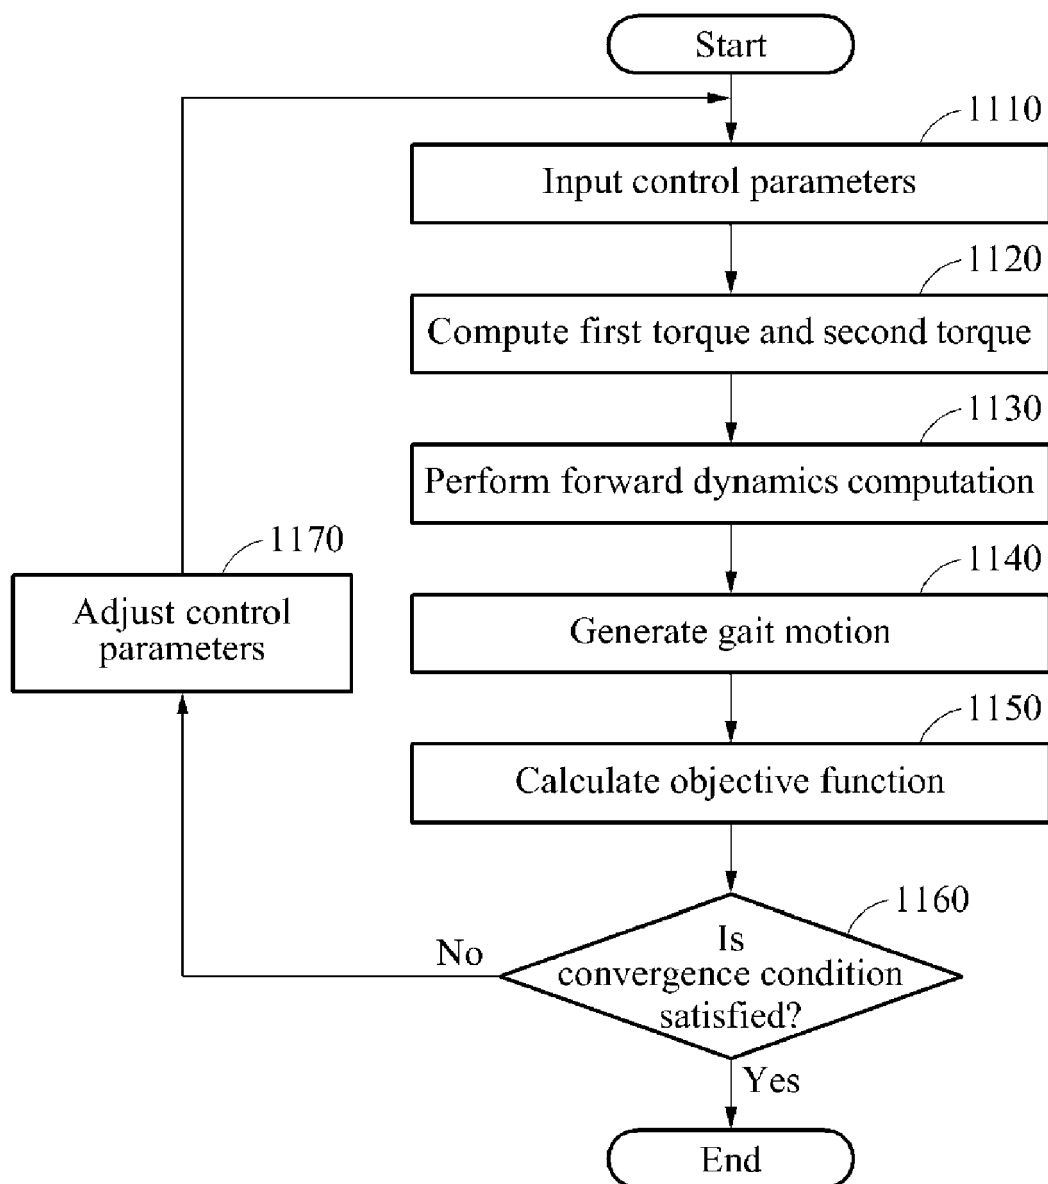 Start
1110
Input control parameters
1120
Compute first torque and second torque
1130
Perform forward dynamics computation
1140
Generate gait motion
1150
Calculate objective function
1160
Is
convergence condition
satisfied?
No
1170
Adjust control
parameters
Yes
End